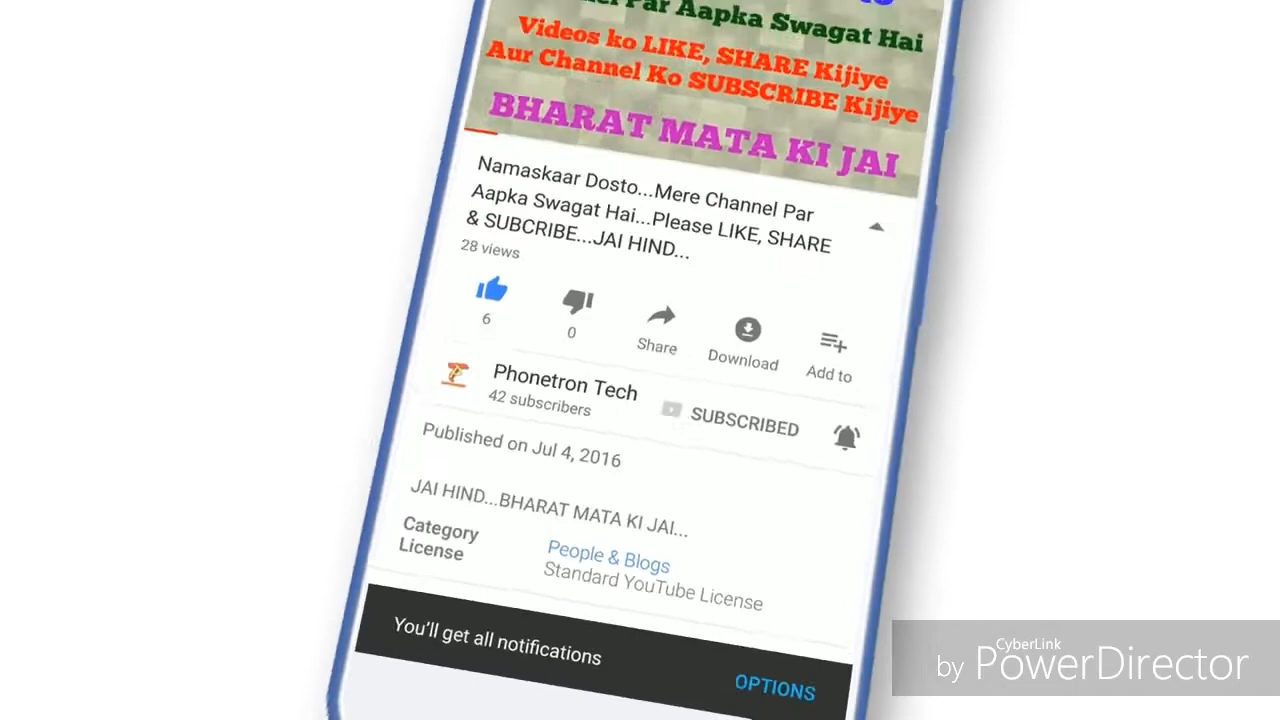 Par Aapka Swagat Hai
Videos ko LIKE, SHARE Kijiye
Aur Channel Ko SUBSCRIBE Kijiye
BHARAT MATA KI JAI
Namaskaar Dosto...Mere Channel Par
Aapka Swagat Hai...Please LIKE, SHARE
& SUBCRIBE...JAI HIND...
28 views
6
0
Share
Download
Add to
Phonetron Tech
42 subscribers
SUBSCRIBED
Published on Jul 4, 2016
JAI HIND...BHARAT MATA KI JAI...
Category
People & Blogs
License
Standard YouTube License
You'll get all notifications
OPTIONS
CyberLink
by PowerDirector